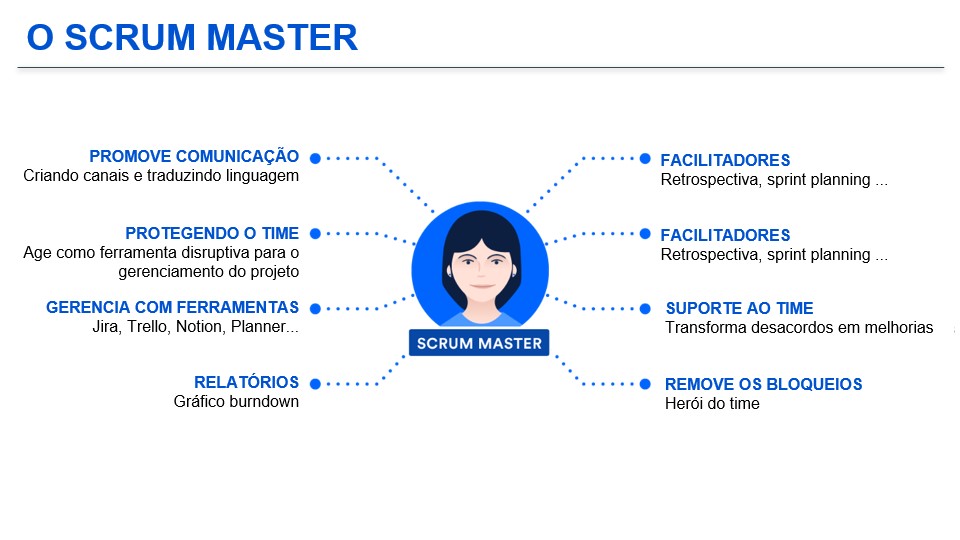 O SCRUM MASTER
PROMOVE COMUNICAÇÃO
Criando canais e traduzindo linguagem
PROTEGENDO O TIME
Age como ferramenta disruptiva para o
gerenciamento do projeto
GERENCIA COM FERRAMENTAS
Jira, Trello, Notion, Planner...
RELATÓRIOS
Gráfico burndown
SCRUM MASTER
FACILITADORES
Retrospectiva, sprint planning ...
FACILITADORES
Retrospectiva, sprint planning ...
SUPORTE AO TIME
Transforma desacordos em melhorias
REMOVE OS BLOQUEIOS
Herói do time